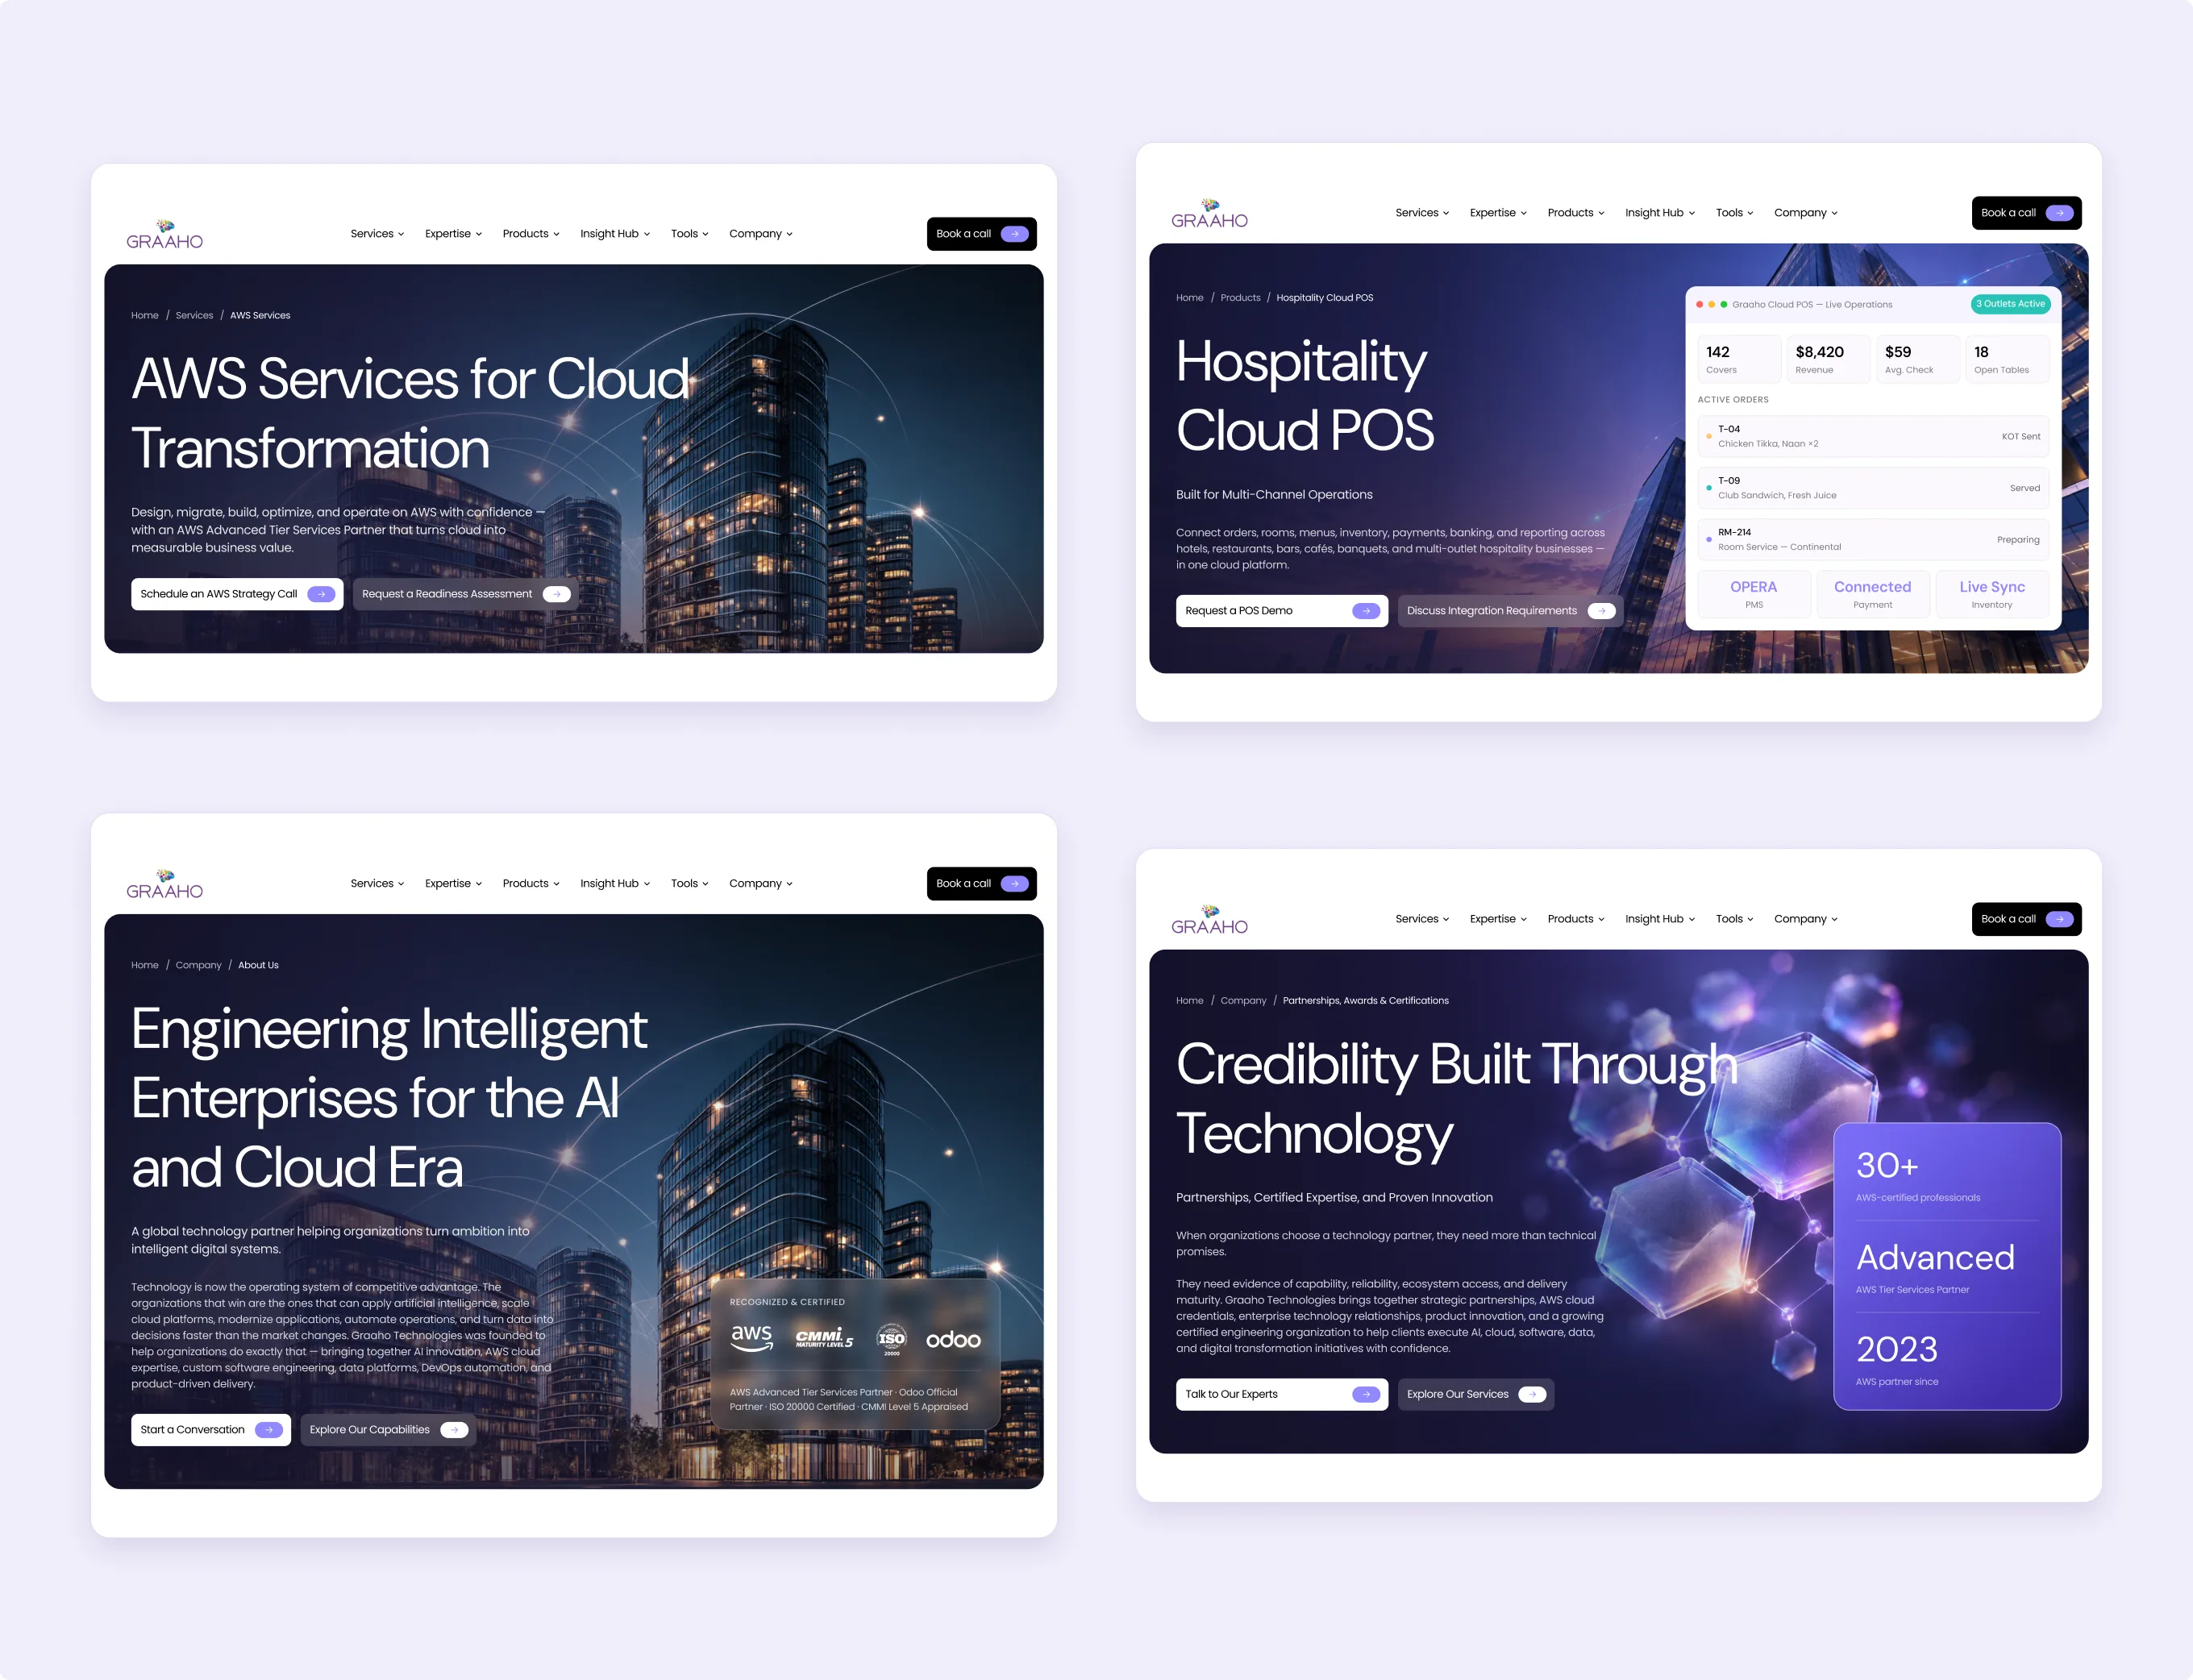 GRAAHO
Services Expertise Products Insight Hub Tools Company
Book a call
Home / Services / AWS Services
AWS Services for Cloud
Transformation
Design, migrate, build, optimize, and operate on AWS with confidence —
with an AWS Advanced Tier Services Partner that turns cloud into
measurable business value.
Schedule an AWS Strategy Call
Request a Readiness Assessment
GRAAHO
Services Expertise Products Insight Hub Tools Company
Book a call
Home / Products / Hospitality Cloud POS
Hospitality
Cloud POS
Built for Multi-Channel Operations
Connect orders, rooms, menus, inventory, payments, banking, and reporting across
hotels, restaurants, bars, cafés, banquets, and multi-outlet hospitality businesses —
in one cloud platform.
Request a POS Demo
Discuss Integration Requirements
Graaho Cloud POS — Live Operations
3 Outlets Active
142
Covers
$8,420
Revenue
$59
Avg. Check
18
Open Tables
ACTIVE ORDERS
T-04
Chicken Tikka, Naan ×2
KOT Sent
T-09
Club Sandwich, Fresh Juice
Served
RM-214
Room Service — Continental
Preparing
OPERA
PMS
Connected
Payment
Live Sync
Inventory
GRAAHO
Services Expertise Products Insight Hub Tools Company
Book a call
Home / Company / About Us
Engineering Intelligent
Enterprises for the AI
and Cloud Era
A global technology partner helping organizations turn ambition into
intelligent digital systems.
Technology is now the operating system of competitive advantage. The
organizations that win are the ones that can apply artificial intelligence, scale
cloud platforms, modernize applications, automate operations, and turn data into
decisions faster than the market changes. Graaho Technologies was founded to
help organizations do exactly that — bringing together AI innovation, AWS cloud
expertise, custom software engineering, data platforms, DevOps automation, and
product-driven delivery.
Start a Conversation
Explore Our Capabilities
RECOGNIZED & CERTIFIED
aws
CMMI
MATURITY LEVEL 5
ISO
20000
odoo
AWS Advanced Tier Services Partner · Odoo Official
Partner · ISO 20000 Certified · CMMI Level 5 Appraised
GRAAHO
Services Expertise Products Insight Hub Tools Company
Book a call
Home / Company / Partnerships, Awards & Certifications
Credibility Built Through
Technology
Partnerships, Certified Expertise, and Proven Innovation
When organizations choose a technology partner, they need more than technical
promises.
They need evidence of capability, reliability, ecosystem access, and delivery
maturity. Graaho Technologies brings together strategic partnerships, AWS cloud
credentials, enterprise technology relationships, product innovation, and a growing
certified engineering organization to help clients execute AI, cloud, software, data,
and digital transformation initiatives with confidence.
Talk to Our Experts
Explore Our Services
30+
AWS-certified professionals
Advanced
AWS Tier Services Partner
2023
AWS partner since